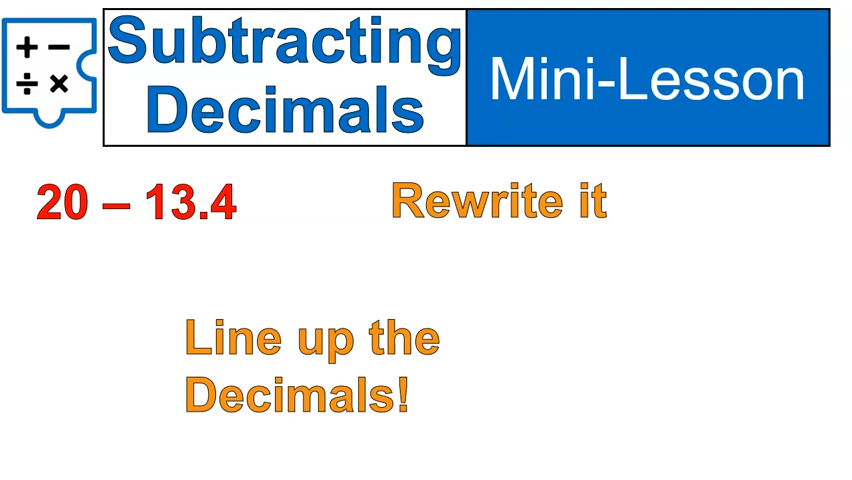 + −
÷ ×
Subtracting
Decimals
Mini-Lesson
20 – 13.4
Rewrite it
Line up the
Decimals!